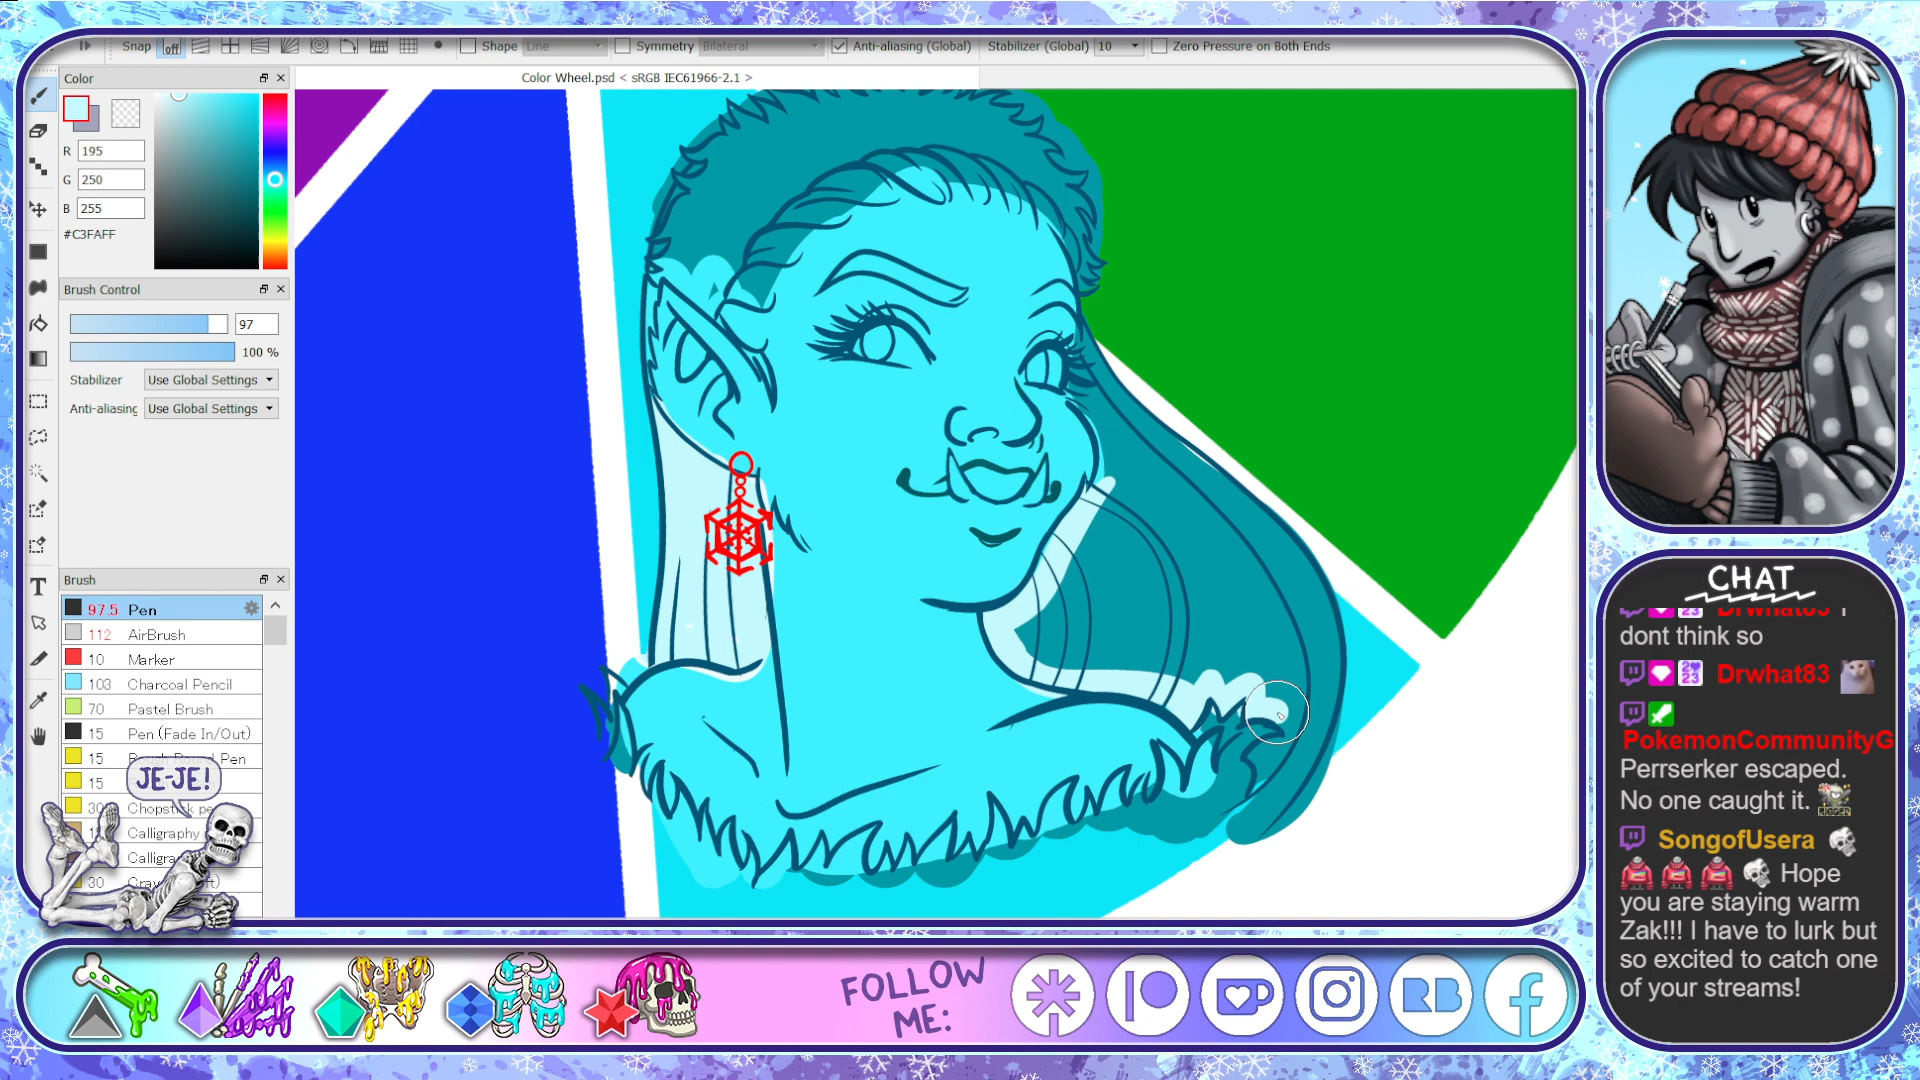 Snap off Shape Line Symmetry Bilateral Anti-aliasing (Global) Stabilizer (Global) 10 Zero Pressure on Both Ends
Color
Color Wheel.psd < sRGB IEC61966-2.1 >
R 195
G 250
B 255
#C3FAFF
Brush Control
97
100 %
Stabilizer Use Global Settings
Anti-aliasing Use Global Settings
Brush
97.5 Pen
112 AirBrush
10 Marker
103 Charcoal Pencil
70 Pastel Brush
15 Pen (Fade In/Out)
Pen
15
JE-JE!
30
Calligraphy
30
T
CHAT
Drwhat83
dont think so
2023 Drwhat83
PokemonCommunityG
Perrserker escaped.
No one caught it.
SongofUsera
Hope
you are staying warm
Zak!!! I have to lurk but
so excited to catch one
of your streams!
FOLLOW
ME:
RB